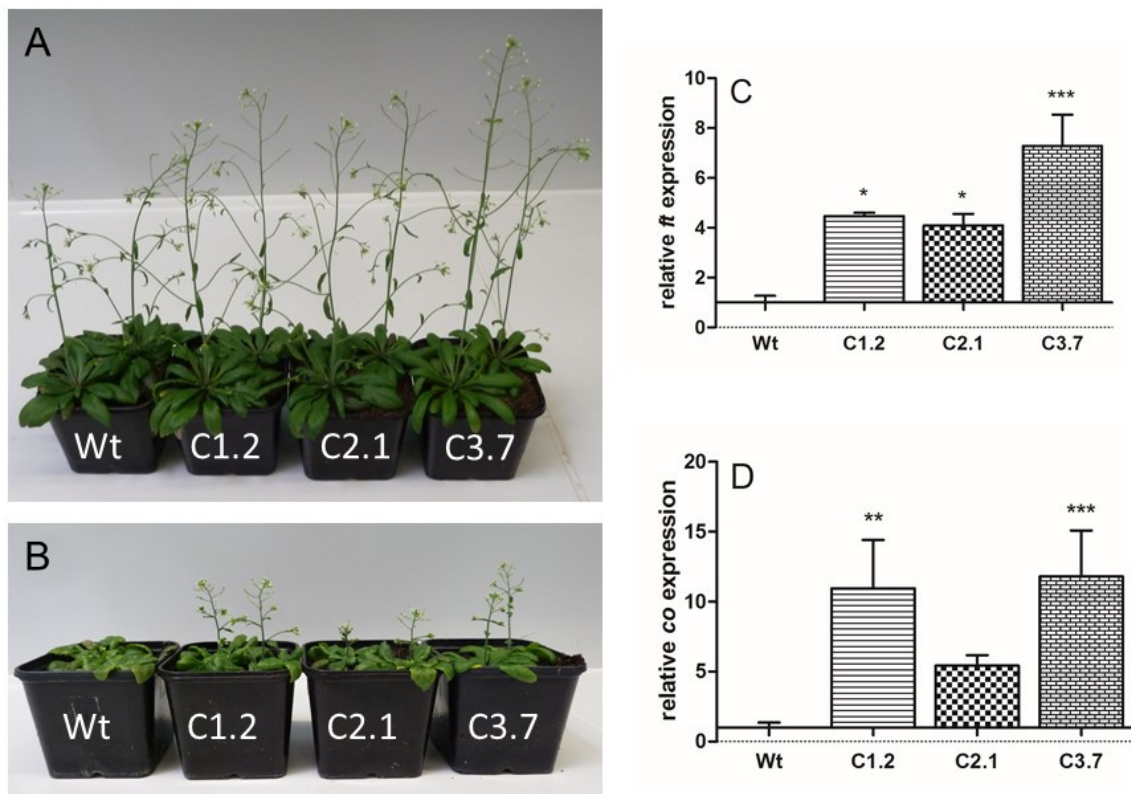 A
Wt C1.2 C2.1 C3.7
B
Wt C1.2 C2.1 C3.7
C
relative ft expression
10
8
6
4
2
0
* * ***
Wt C1.2 C2.1 C3.7
D
relative co expression
20
15
10
5
0
** ***
Wt C1.2 C2.1 C3.7